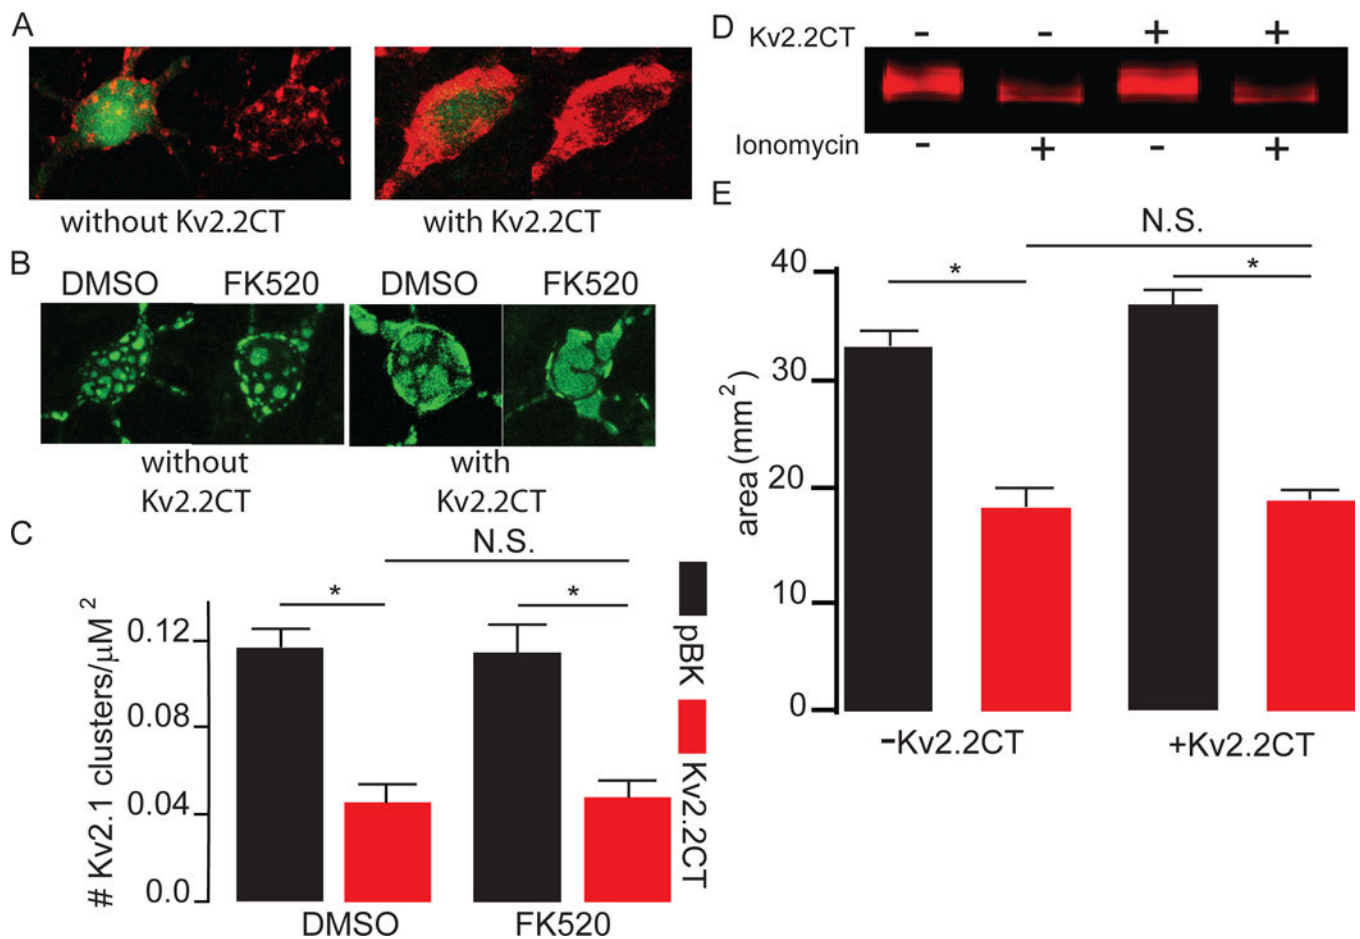 A
without Kv2.2CT
with Kv2.2CT
B
DMSO
FK520
DMSO
FK520
without
Kv2.2CT
with
Kv2.2CT
C
N.S.
*
*
# Kv2.1 clusters/μM 2
0.12
0.08
0.04
0.0
DMSO
FK520
pBK
Kv2.2CT
D
Kv2.2CT - - + +
Ionomycin - + - +
E
N.S.
*
*
area (mm2)
40
30
20
10
0
-Kv2.2CT
+Kv2.2CT